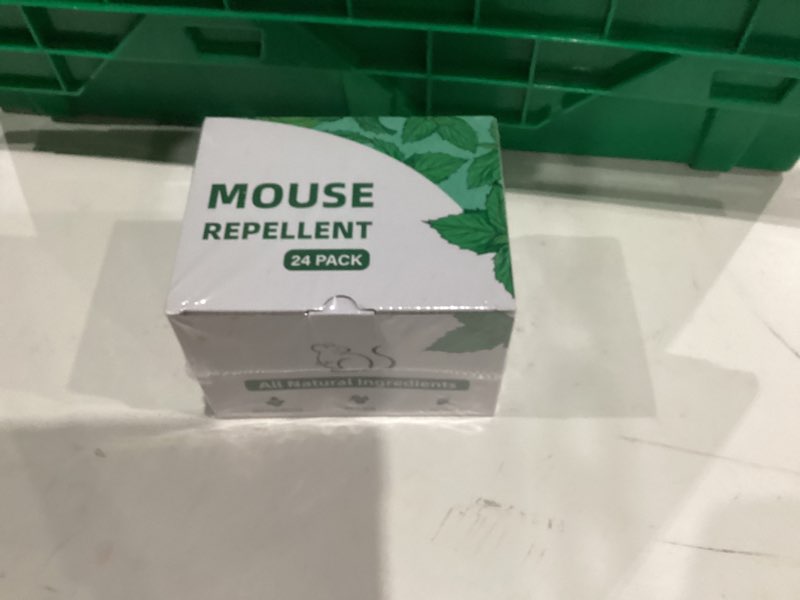 MOUSE
REPELLENT
24 PACK
All Natural Ingredients